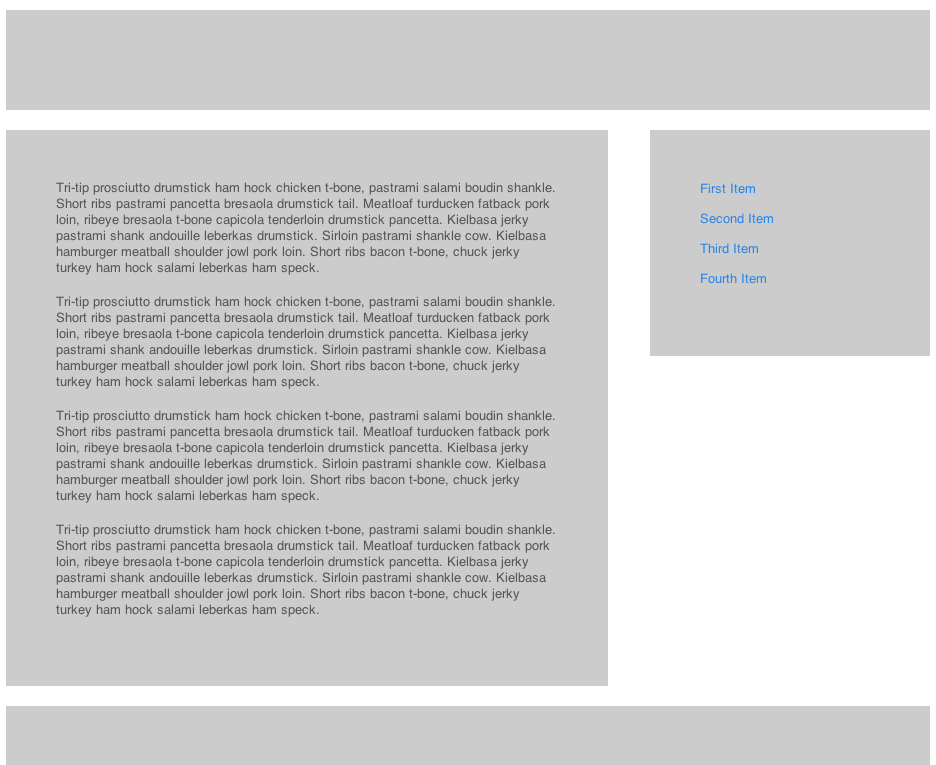 Tri-tip prosciutto drumstick ham hock chicken t-bone, pastrami salami boudin shankle.
Short ribs pastrami pancetta bresaola drumstick tail. Meatloaf turducken fatback pork
loin, ribeye bresaola t-bone capicola tenderloin drumstick pancetta. Kielbasa jerky
pastrami shank andouille leberkas drumstick. Sirloin pastrami shankle cow. Kielbasa
hamburger meatball shoulder jowl pork loin. Short ribs bacon t-bone, chuck jerky
turkey ham hock salami leberkas ham speck.
Tri-tip prosciutto drumstick ham hock chicken t-bone, pastrami salami boudin shankle.
Short ribs pastrami pancetta bresaola drumstick tail. Meatloaf turducken fatback pork
loin, ribeye bresaola t-bone capicola tenderloin drumstick pancetta. Kielbasa jerky
pastrami shank andouille leberkas drumstick. Sirloin pastrami shankle cow. Kielbasa
hamburger meatball shoulder jowl pork loin. Short ribs bacon t-bone, chuck jerky
turkey ham hock salami leberkas ham speck.
Tri-tip prosciutto drumstick ham hock chicken t-bone, pastrami salami boudin shankle.
Short ribs pastrami pancetta bresaola drumstick tail. Meatloaf turducken fatback pork
loin, ribeye bresaola t-bone capicola tenderloin drumstick pancetta. Kielbasa jerky
pastrami shank andouille leberkas drumstick. Sirloin pastrami shankle cow. Kielbasa
hamburger meatball shoulder jowl pork loin. Short ribs bacon t-bone, chuck jerky
turkey ham hock salami leberkas ham speck.
Tri-tip prosciutto drumstick ham hock chicken t-bone, pastrami salami boudin shankle.
Short ribs pastrami pancetta bresaola drumstick tail. Meatloaf turducken fatback pork
loin, ribeye bresaola t-bone capicola tenderloin drumstick pancetta. Kielbasa jerky
pastrami shank andouille leberkas drumstick. Sirloin pastrami shankle cow. Kielbasa
hamburger meatball shoulder jowl pork loin. Short ribs bacon t-bone, chuck jerky
turkey ham hock salami leberkas ham speck.
First Item
Second Item
Third Item
Fourth Item